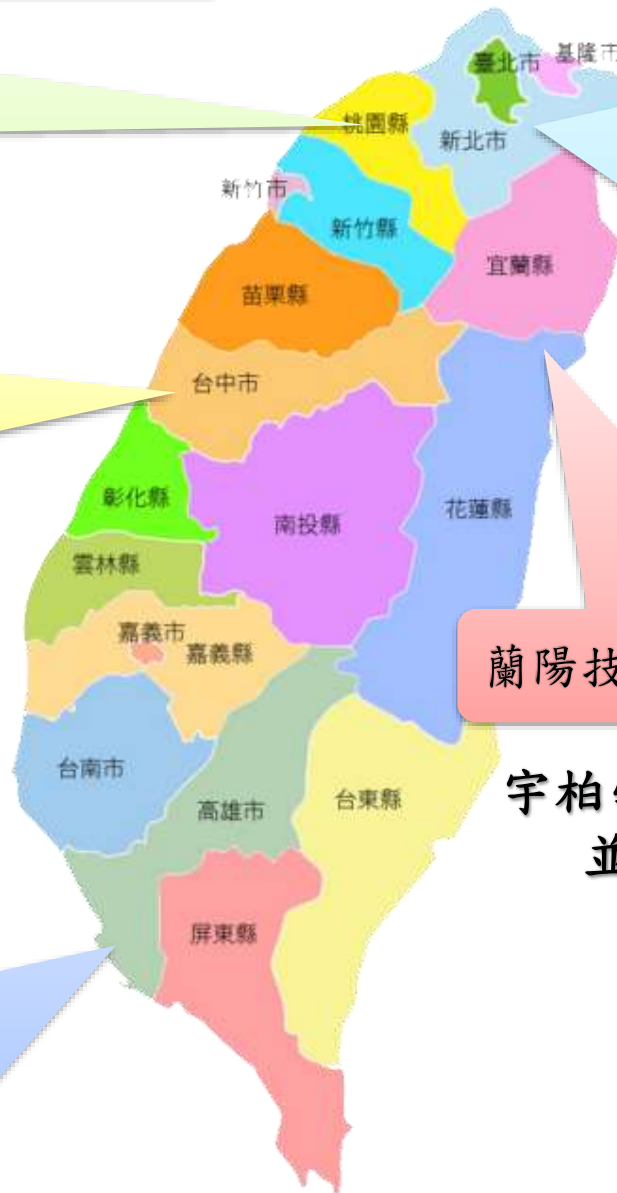 基隆市
臺北市
桃園縣
新北市
新竹市
新竹縣
宜蘭縣
苗栗縣
台中市
彰化縣
南投縣
花蓮縣
雲林縣
嘉義市
嘉義縣
蘭陽技
台南市
宇柏
高雄市
台東縣
並
屏東縣